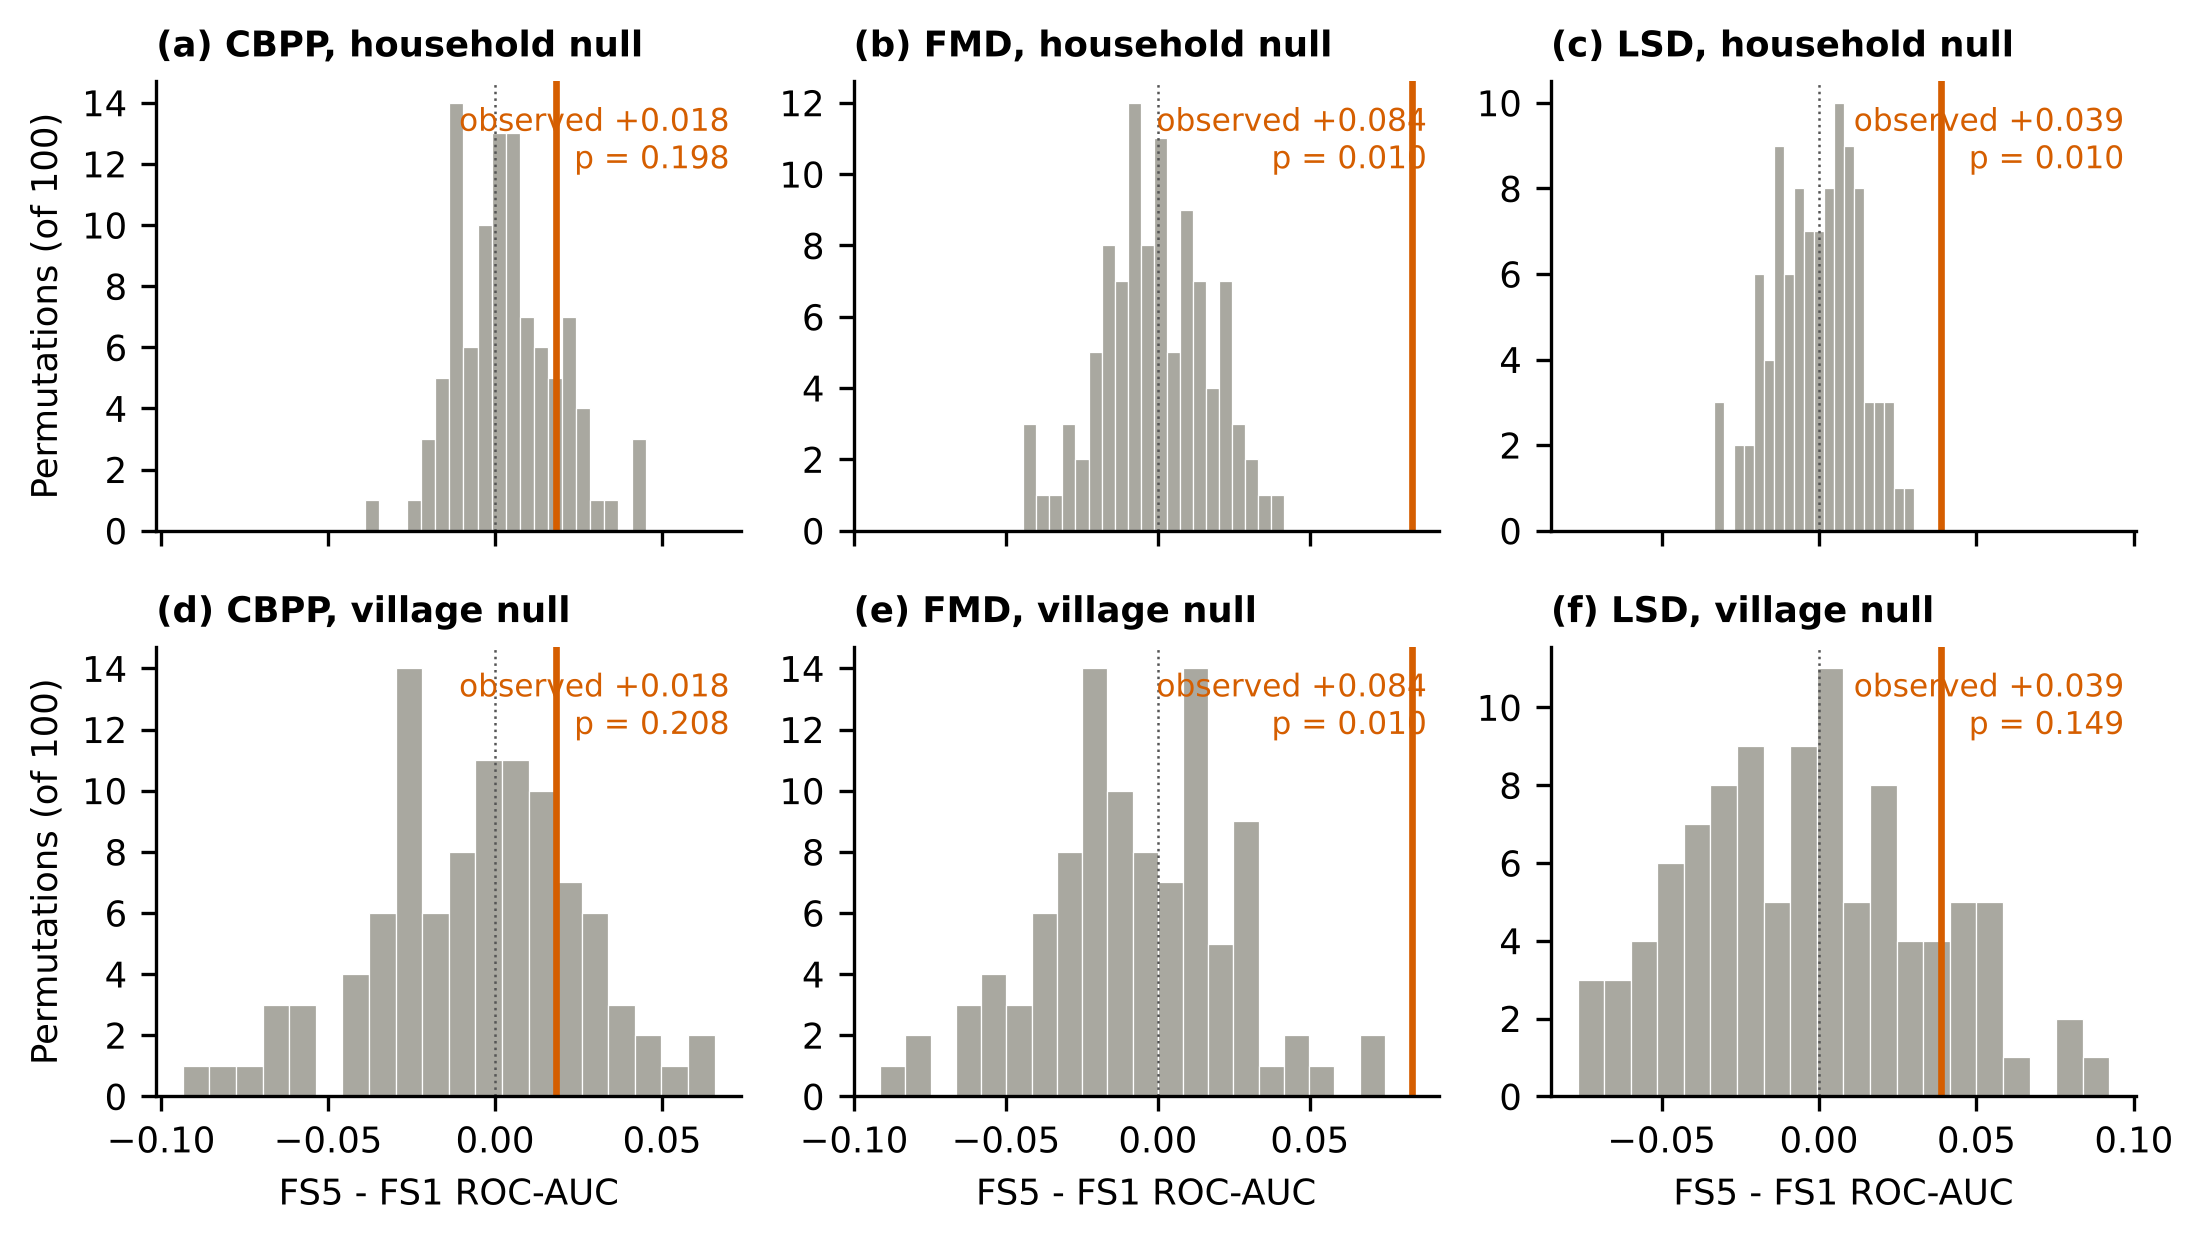 (a) CBPP, household null
(b) FMD, household null
(c) LSD, household null
Permutations (of 100)
14
12
10
8
6
4
2
0
observed +0.018
p = 0.198
12
10
8
6
4
2
0
observed +0.084
p = 0.010
10
8
6
4
2
0
observed +0.039
p = 0.010
(d) CBPP, village null
(e) FMD, village null
(f) LSD, village null
Permutations (of 100)
14
12
10
8
6
4
2
0
observed +0.018
p = 0.208
14
12
10
8
6
4
2
0
observed +0.084
p = 0.010
10
8
6
4
2
0
observed +0.039
p = 0.149
−0.10 −0.05 0.00 0.05
−0.10 −0.05 0.00 0.05
−0.05 0.00 0.05 0.10
FS5 - FS1 ROC-AUC
FS5 - FS1 ROC-AUC
FS5 - FS1 ROC-AUC